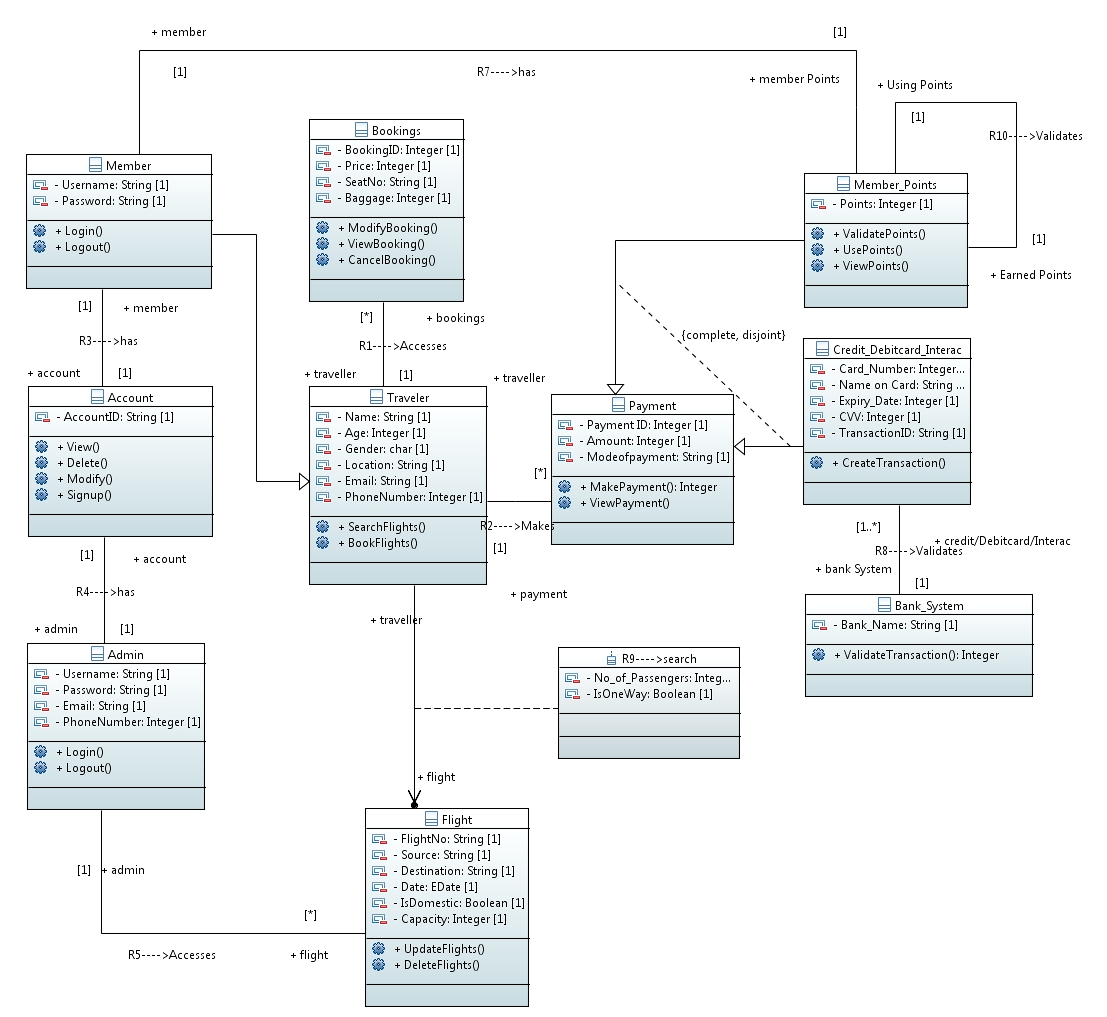 + member
[1]
[1]
R7---->has
+ member Points
+ Using Points
[1]
R10---->Validates
[1]
+ Earned Points
Member
- Username: String [1]
- Password: String [1]
+ Login()
+ Logout()
Bookings
- BookingID: Integer [1]
- Price: Integer [1]
- SeatNo: String [1]
- Baggage: Integer [1]
+ ModifyBooking()
+ ViewBooking()
+ CancelBooking()
Member_Points
- Points: Integer [1]
+ ValidatePoints()
+ UsePoints()
+ ViewPoints()
[1]
+ member
R3---->has
+ account
[1]
[*]
+ bookings
R1---->Accesses
+ traveller
[1]
+ traveller
{complete, disjoint}
Account
- AccountID: String [1]
+ View()
+ Delete()
+ Modify()
+ Signup()
Traveler
- Name: String [1]
- Age: Integer [1]
- Gender: char [1]
- Location: String [1]
- Email: String [1]
- PhoneNumber: Integer [1]
+ SearchFlights()
+ BookFlights()
[*]
R2---->Makes
[1]
+ payment
Payment
- Payment ID: Integer [1]
- Amount: Integer [1]
- Modeofpayment: String [1]
+ MakePayment(): Integer
+ ViewPayment()
Credit_Debitcard_Interac
- Card_Number: Integer...
- Name on Card: String ...
- Expiry_Date: Integer [1]
- CVV: Integer [1]
- TransactionID: String [1]
+ CreateTransaction()
[1..*]
+ credit/Debitcard/Interac
R8---->Validates
+ bank System
[1]
Bank_System
- Bank_Name: String [1]
+ ValidateTransaction(): Integer
[1]
+ account
R4---->has
+ admin
[1]
Admin
- Username: String [1]
- Password: String [1]
- Email: String [1]
- PhoneNumber: Integer [1]
+ Login()
+ Logout()
+ traveller
R9---->search
- No_of_Passengers: Integ...
- IsOneWay: Boolean [1]
+ flight
Flight
- FlightNo: String [1]
- Source: String [1]
- Destination: String [1]
- Date: EDate [1]
- IsDomestic: Boolean [1]
- Capacity: Integer [1]
+ UpdateFlights()
+ DeleteFlights()
[1]
+ admin
[*]
R5---->Accesses
+ flight